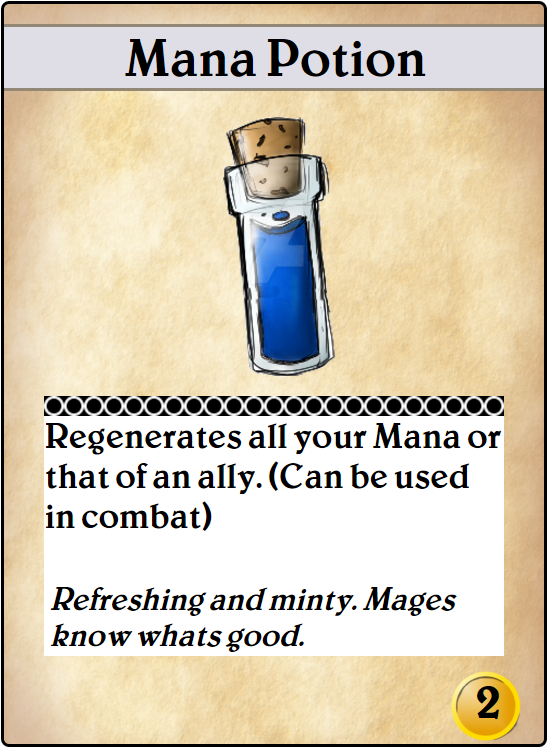 Mana Potion
Regenerates all your Mana or
that of an ally. (Can be used
in combat)
Refreshing and minty. Mages
know whats good.
2